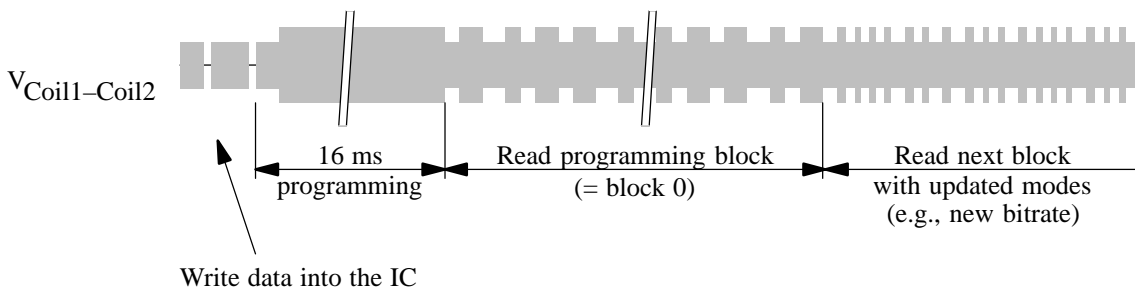 V Coil1–Coil2
16 ms
programming
Read programming block
(= block 0)
Read next block
with updated modes
(e.g., new bitrate)
Write data into the IC